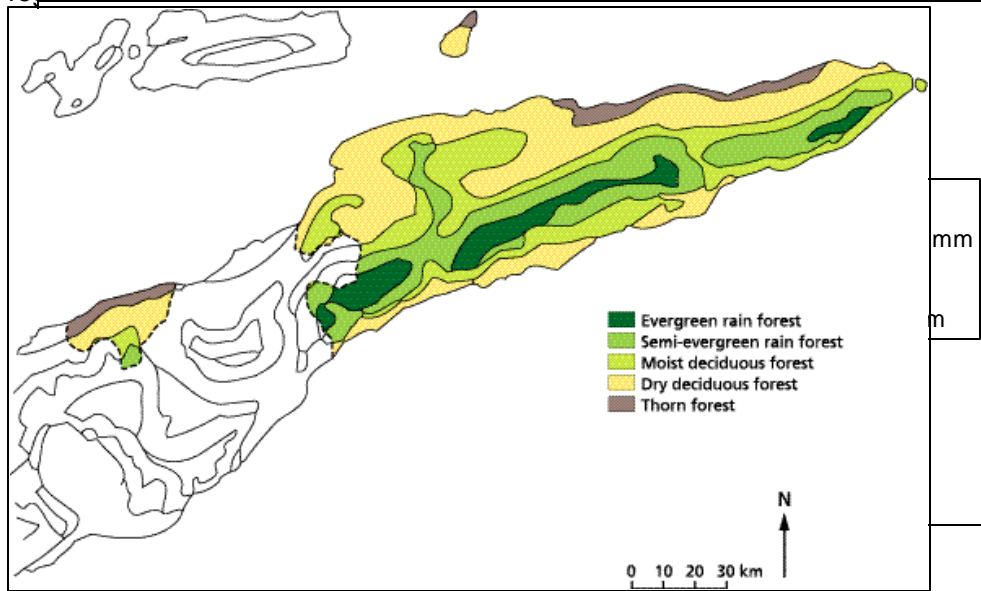 mm
m
Evergreen rain forest
Semi-evergreen rain forest
Moist deciduous forest
Dry deciduous forest
Thorn forest
N
0 10 20 30 km